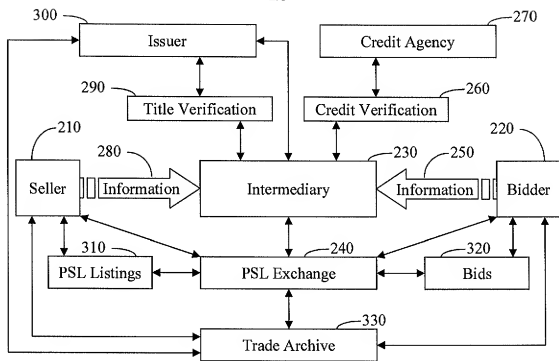 300
270
Issuer
Credit Agency
290
260
Title Verification
Credit Verification
210
220
280
230
250
Seller
Information
Intermediary
Information
Bidder
310
240
320
PSL Listings
PSL Exchange
Bids
330
Trade Archive